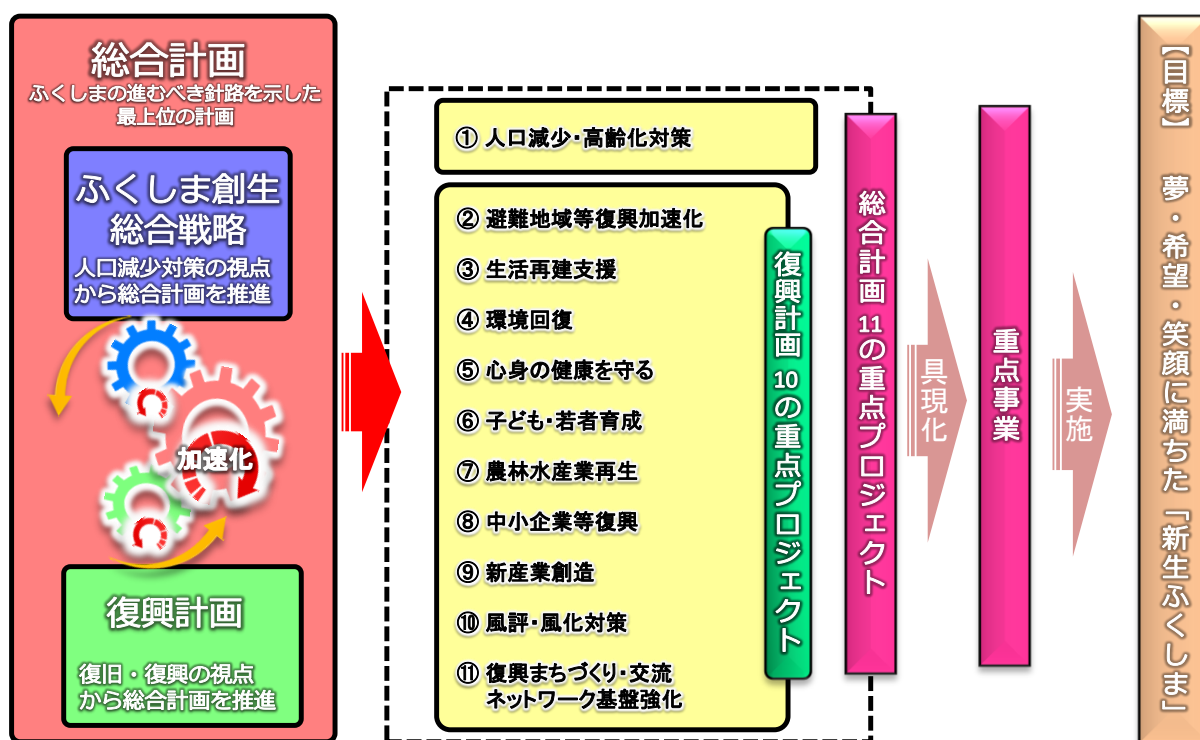 総合計画
ふくしまの進むべき針路を示した
最上位の計画
ふくしま創生
総合戦略
人口減少対策の視点
から総合計画を推進
加速化
復興計画
復旧・復興の視点
から総合計画を推進
① 人口減少・高齢化対策
② 避難地域等復興加速化
③ 生活再建支援
④ 環境回復
⑤ 心身の健康を守る
⑥ 子ども・若者育成
⑦ 農林水産業再生
⑧ 中小企業等復興
⑨ 新産業創造
⑩ 風評・風化対策
⑪ 復興まちづくり・交流
ネットワーク基盤強化
復興計画 10の重点プロジェクト
総合計画 11の重点プロジェクト
具現化
重点事業
実施
【目標】 夢・希望・笑顔に満ちた「新生ふくしま」